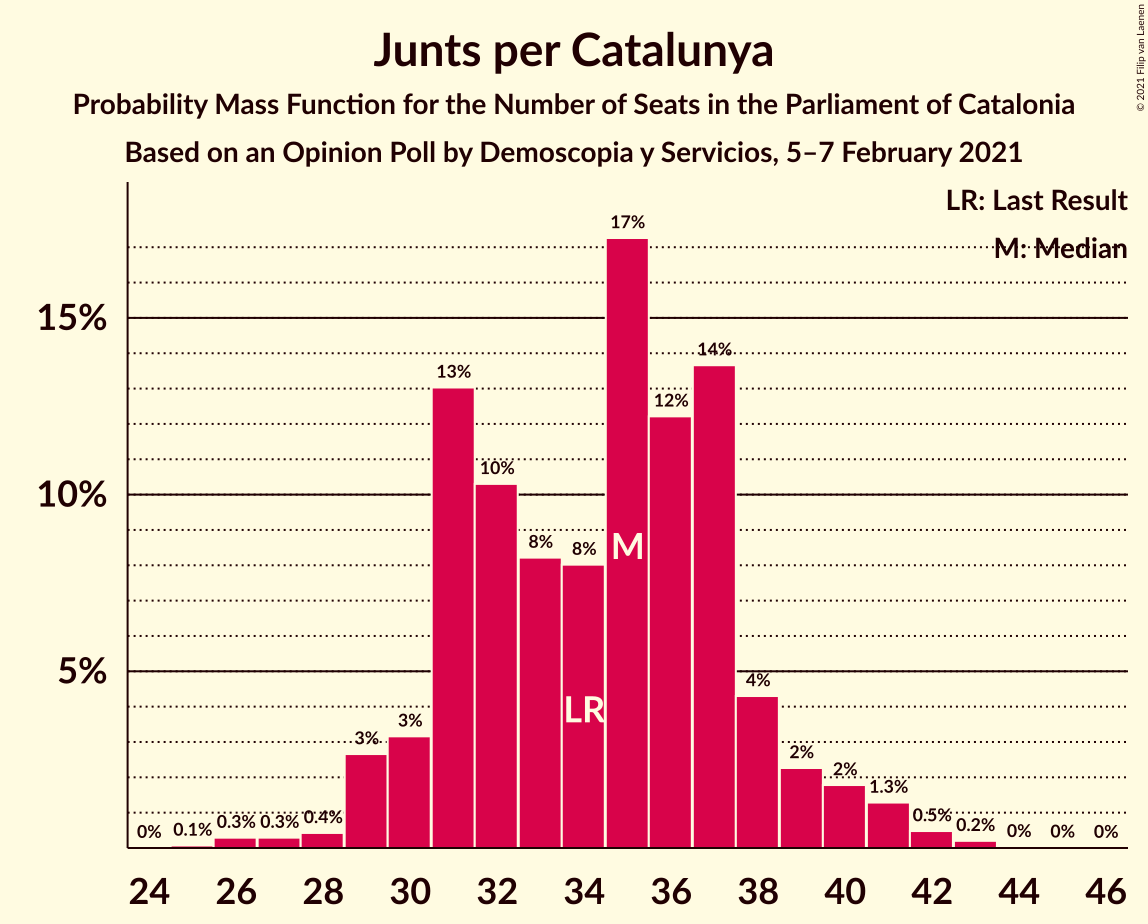 Junts per Catalunya
Probability Mass Function for the Number of Seats in the Parliament of Catalonia
Based on an Opinion Poll by Demoscopia y Servicios, 5–7 February 2021
© 2021 Filip van Laenen
LR: Last Result
M: Median
15%
10%
5%
0%
0.1%
0.3%
0.3%
0.4%
3%
3%
13%
10%
8%
8%
17%
12%
14%
4%
2%
2%
1.3%
0.5%
0.2%
0%
0%
0%
M
LR
24 26 28 30 32 34 36 38 40 42 44 46